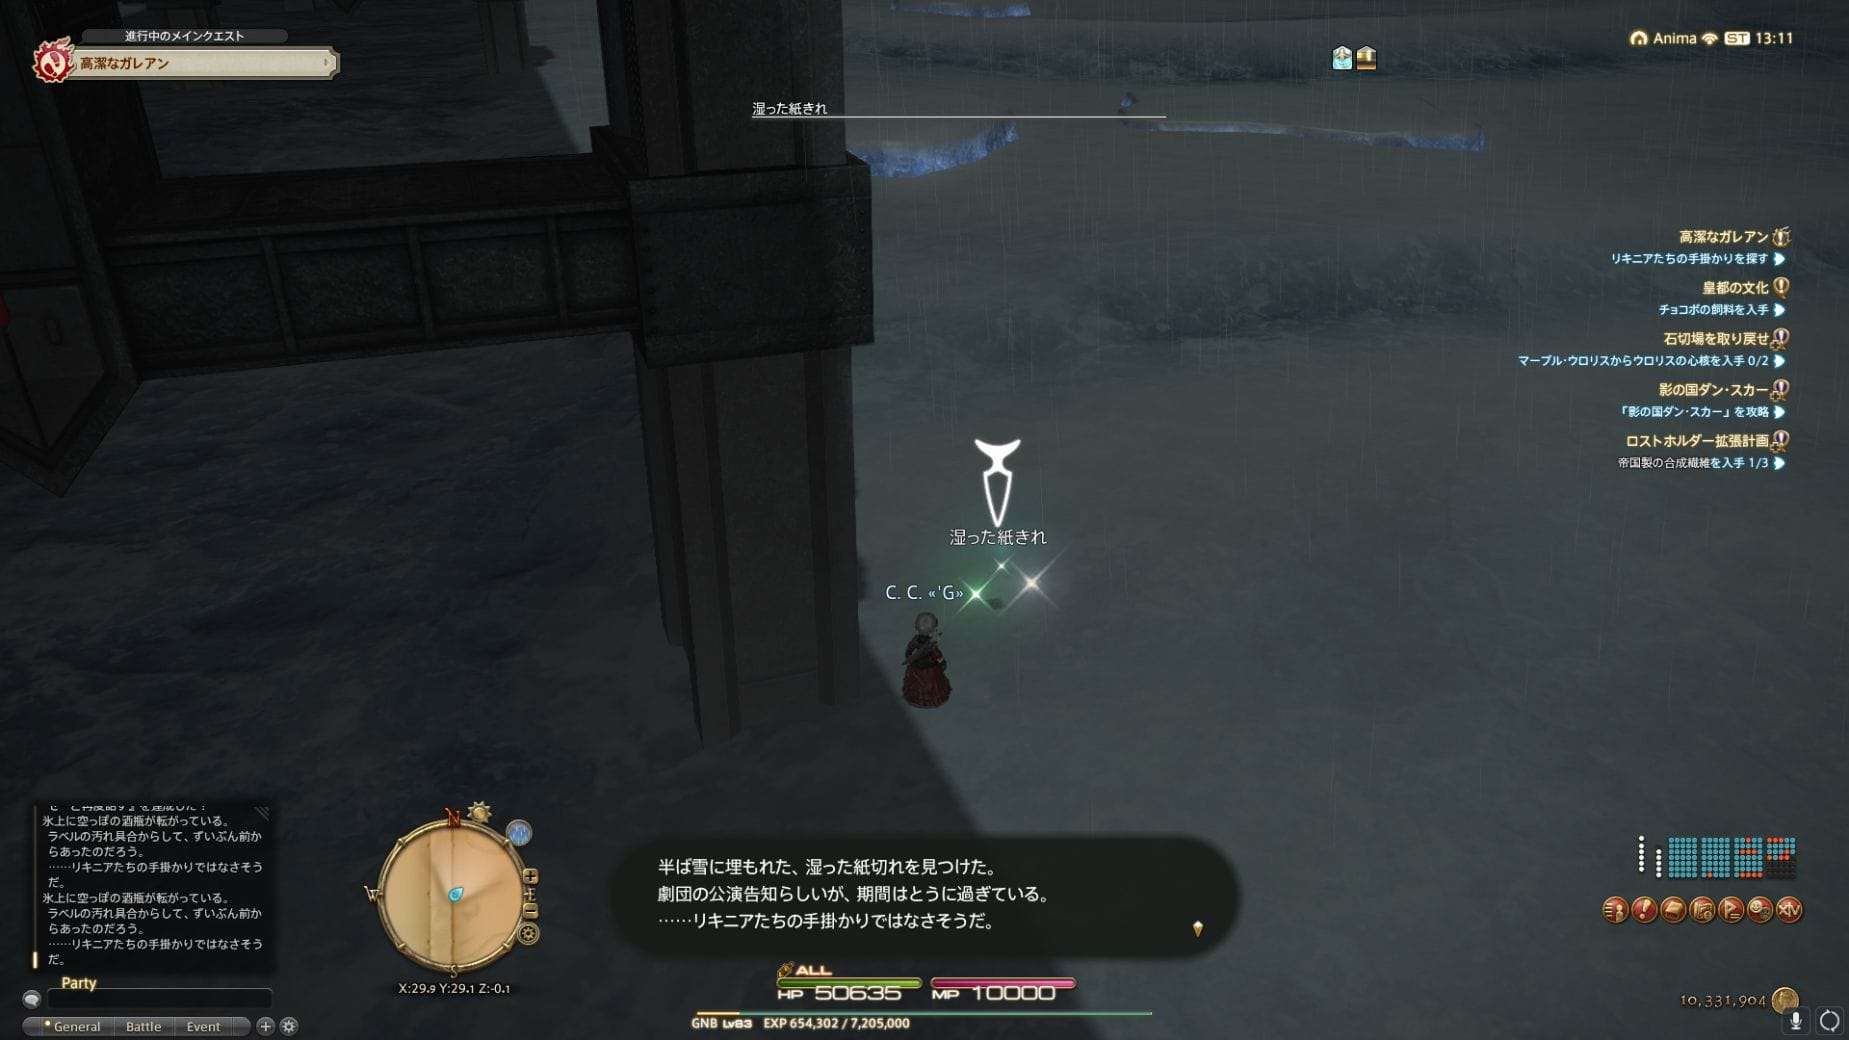 進行中のメインクエスト
高潔なガレアン
湿った紙きれ
Anima ST 13:11
高潔なガレアン
リキニアたちの手掛かりを探す
皇都の文化
チョコボの飼料を入手
石切場を取り戻せ
マーブル・ウロリスからウロリスの心核を入手 0/2
影の国ダン・スカー
「影の国ダン・スカー」を攻略
ロストホルダー拡張計画
帝国製の合成繊維を入手 1/3
湿った紙きれ
C. C. «'G»
氷上に空っぽの酒瓶が転がっている。
ラベルの汚れ具合からして、ずいぶん前か
らあったのだろう。
……リキニアたちの手掛かりではなさそう
だ。
氷上に空っぽの酒瓶が転がっている。
ラベルの汚れ具合からして、ずいぶん前か
らあったのだろう。
……リキニアたちの手掛かりではなさそう
だ。
Party
General Battle Event
N
W
E
S
X:29.9 Y:29.1 Z:-0.1
半ば雪に埋もれた、湿った紙切れを見つけた。
劇団の公演告知らしいが、期間はとうに過ぎている。
……リキニアたちの手掛かりではなさそうだ。
ALL
HP 50635 MP 10000
GNB Lv83 EXP 654,302 / 7,205,000
XIV
10,331,904